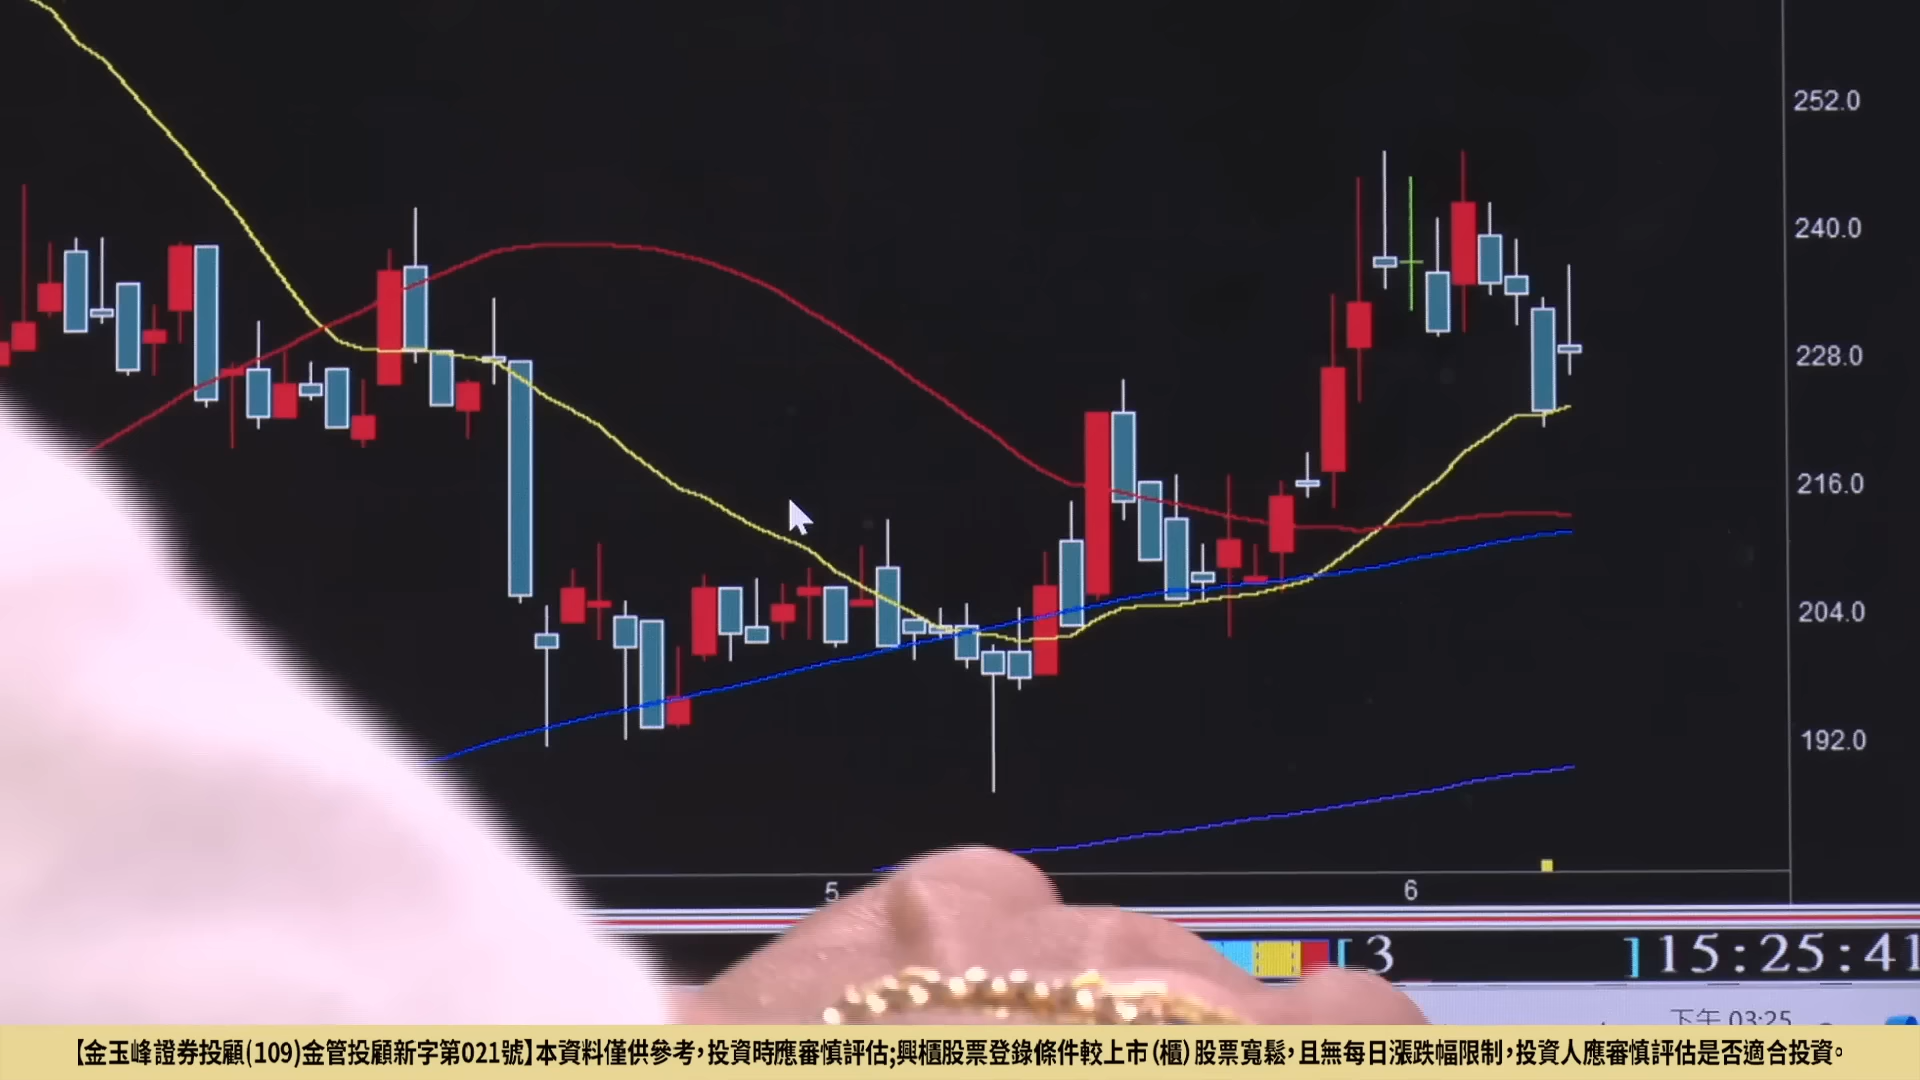 252.0
240.0
228.0
216.0
204.0
192.0
5
6
[3 ] 15:25:41
下午 03:25
【金玉峰證券投顧(109)金管投顧新字第021號】本資料僅供參考，投資時應審慎評估;興櫃股票登錄條件較上市(櫃)股票寬鬆，且無每日漲跌幅限制，投資人應審慎評估是否適合投資。